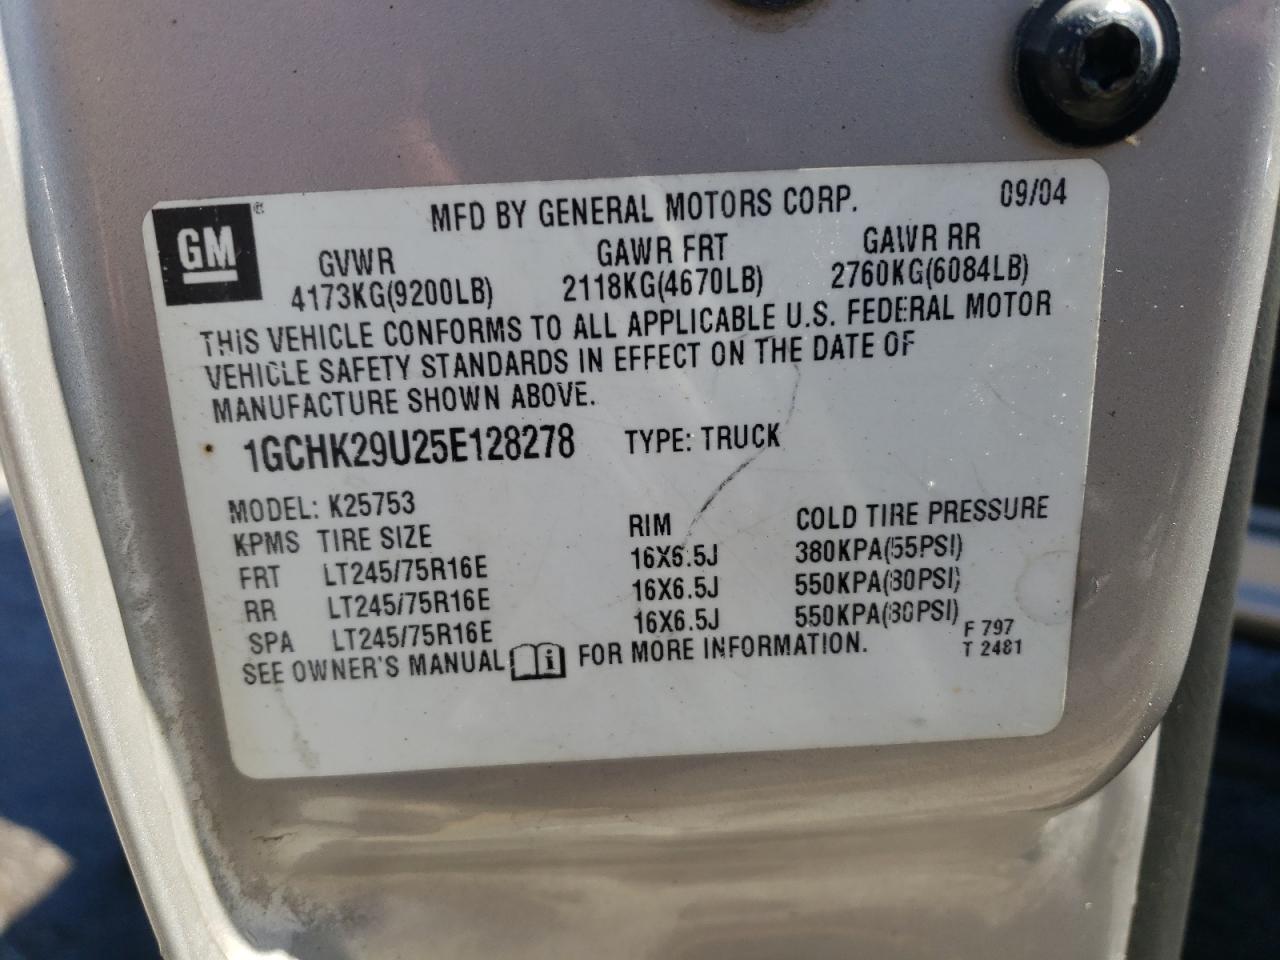 GM®
MFD BY GENERAL MOTORS CORP. 09/04
GVWR GAWR FRT GAWR RR
4173KG(9200LB) 2118KG(4670LB) 2760KG(6084LB)
THIS VEHICLE CONFORMS TO ALL APPLICABLE U.S. FEDERAL MOTOR
VEHICLE SAFETY STANDARDS IN EFFECT ON THE DATE OF
MANUFACTURE SHOWN ABOVE.
1GCHK29U25E128278 TYPE: TRUCK
MODEL: K25753
KPMS TIRE SIZE RIM COLD TIRE PRESSURE
FRT LT245/75R16E 16X6.5J 380KPA(55PSI)
RR LT245/75R16E 16X6.5J 550KPA(80PSI)
SPA LT245/75R16E 16X6.5J 550KPA(80PSI)
SEE OWNER'S MANUAL i FOR MORE INFORMATION.
F 797
T 2481